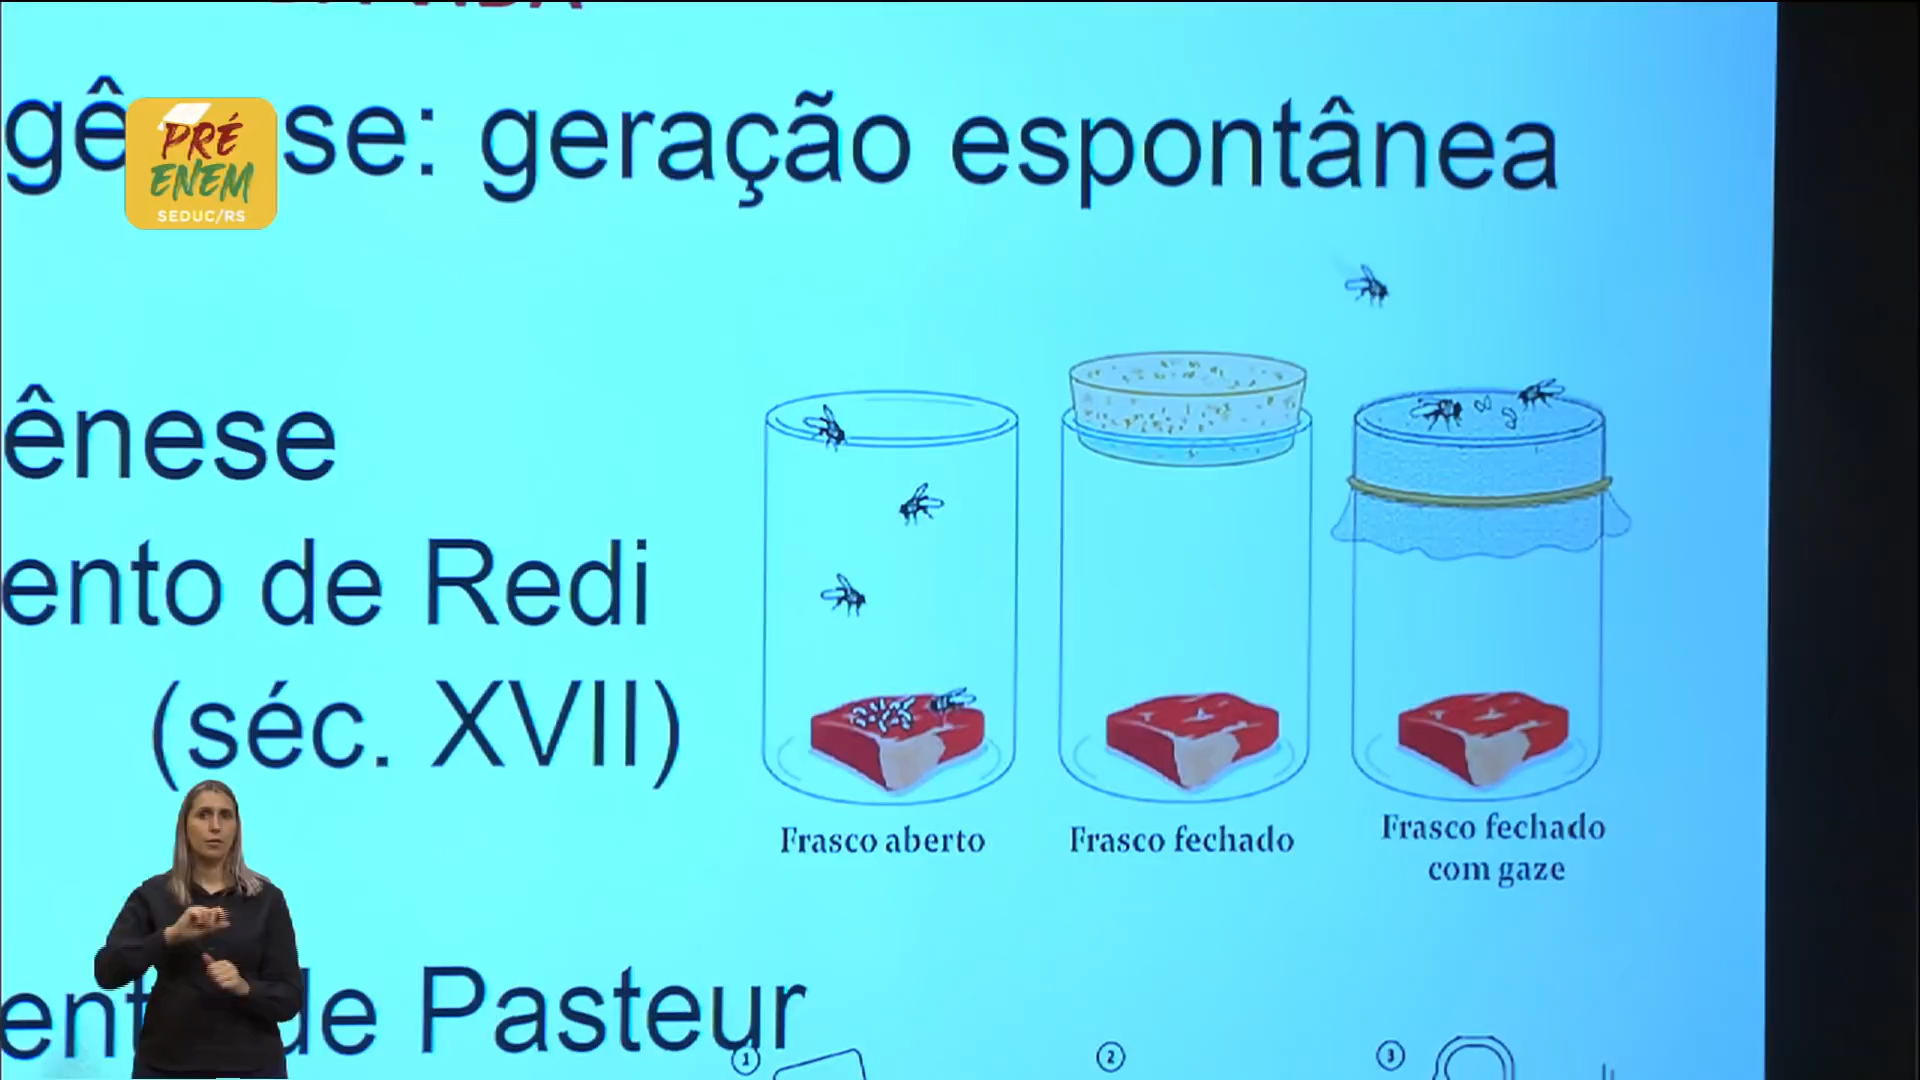 gê se: geração espontânea
PRÉ
ENEM
SEDUC/RS
ênese
ento de Redi
(séc. XVII)
Frasco aberto
Frasco fechado
Frasco fechado
com gaze
ent de Pasteur
1
2
3